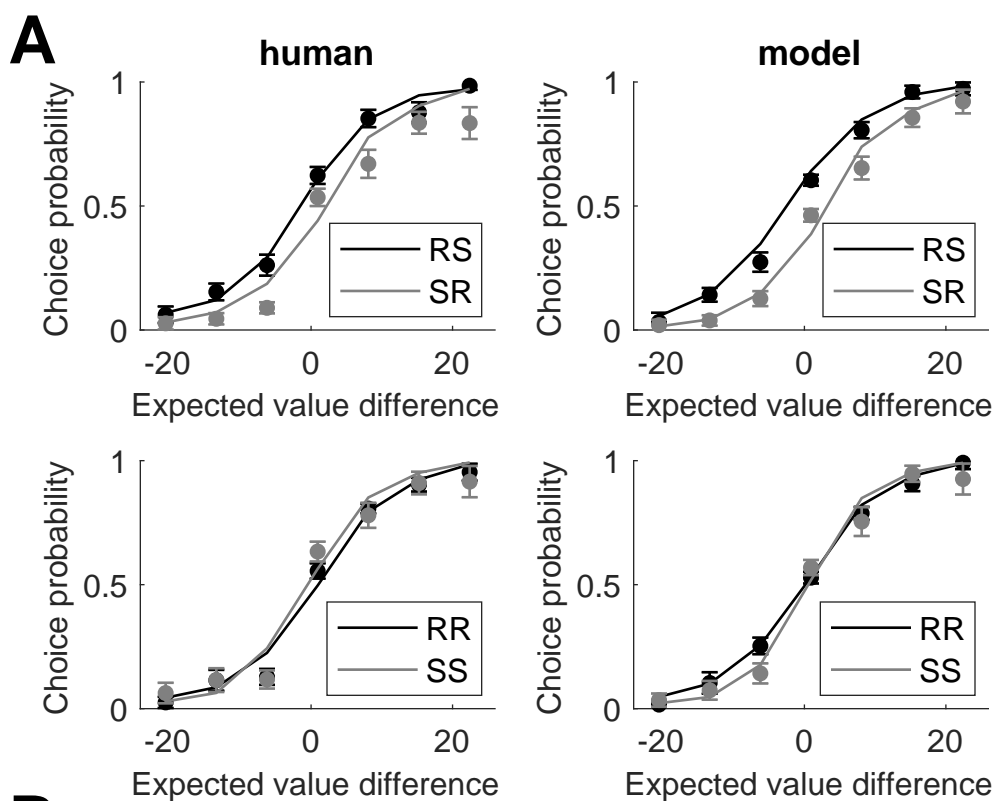 A
human
model
Choice probability
1
0.5
0
RS
SR
-20
0
20
Expected value difference
Choice probability
1
0.5
0
RS
SR
-20
0
20
Expected value difference
Choice probability
1
0.5
0
RR
SS
-20
0
20
Expected value difference
Choice probability
1
0.5
0
RR
SS
-20
0
20
Expected value difference